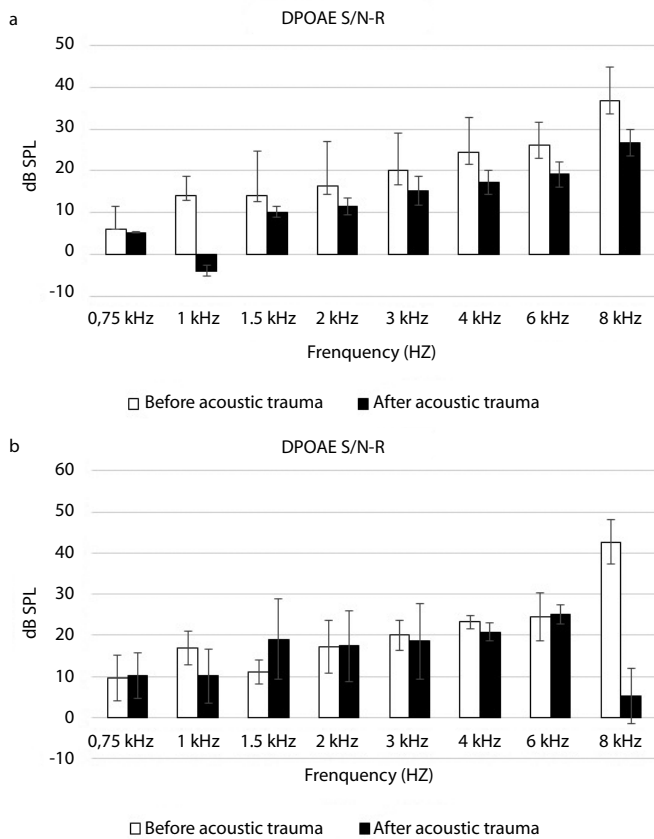 a
DPOAE S/N-R
50
40
30
20
10
0
-10
dB SPL
0,75 kHz 1 kHz 1.5 kHz 2 kHz 3 kHz 4 kHz 6 kHz 8 kHz
Frenquency (HZ)
Before acoustic trauma After acoustic trauma
b
DPOAE S/N-R
60
50
40
30
20
10
0
-10
dB SPL
0,75 kHz 1 kHz 1.5 kHz 2 kHz 3 kHz 4 kHz 6 kHz 8 kHz
Frenquency (HZ)
Before acoustic trauma After acoustic trauma